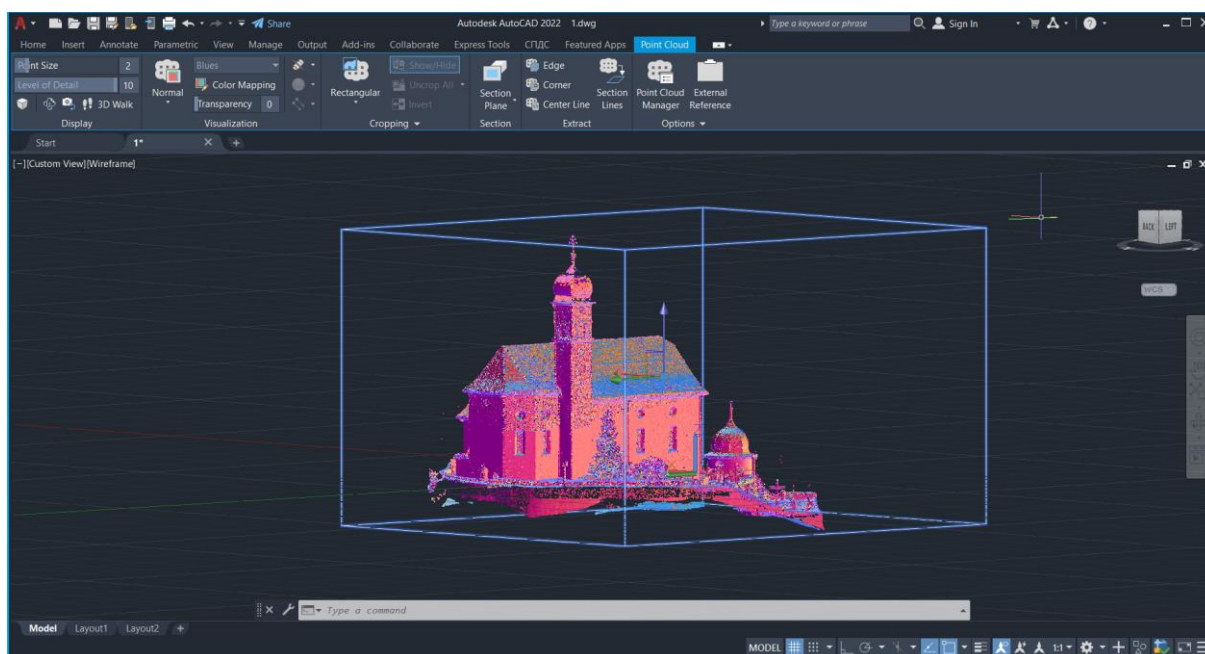 Share Autodesk AutoCAD 2022 1.dwg Type a keyword or phrase Sign In
Home Insert Annotate Parametric View Manage Output Add-ins Collaborate Express Tools СПДС Featured Apps Point Cloud
Point Size 2
Level of Detail 10
3D Walk
Display
Normal
Blues
Color Mapping
Transparency 0
Visualization
Rectangular
Show/Hide
Uncrop All
Invert
Cropping
Section
Plane
Section
Edge
Corner
Center Line
Section
Lines
Extract
Point Cloud
Manager
External
Reference
Options
Start 1*
[−][Custom View][Wireframe]
BACK LEFT
WCS
Type a command
Model Layout1 Layout2
MODEL 1:1